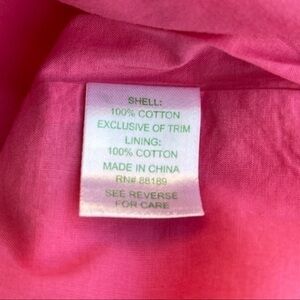 SHELL:
100% COTTON
EXCLUSIVE OF TRIM
LINING:
100% COTTON
MADE IN CHINA
RN# 88189
SEE REVERSE
FOR CARE